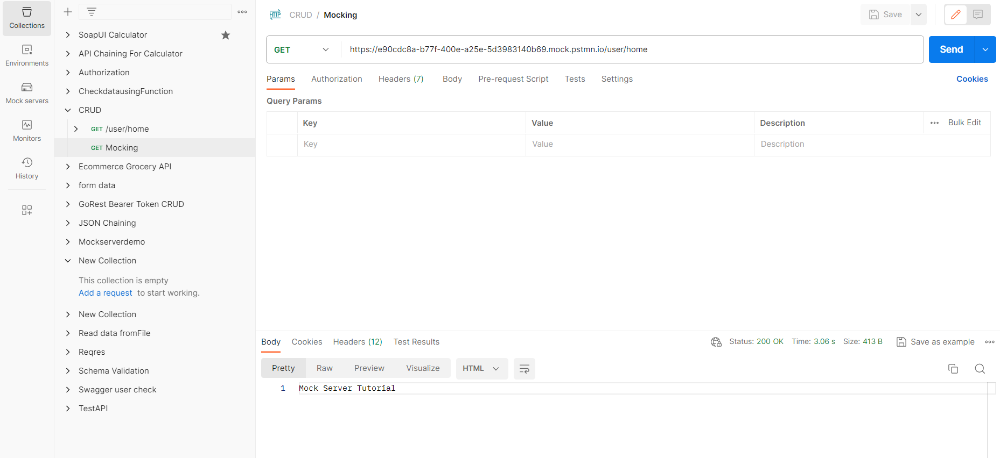 Collections
Environments
Mock servers
Monitors
History
SoapUI Calculator
API Chaining For Calculator
Authorization
CheckdatausingFunction
CRUD
GET /user/home
GET Mocking
Ecommerce Grocery API
form data
GoRest Bearer Token CRUD
JSON Chaining
Mockserverdemo
New Collection
This collection is empty
Add a request to start working.
New Collection
Read data fromFile
Reqres
Schema Validation
Swagger user check
TestAPI
HTTP CRUD / Mocking
Save
GET https://e90cdc8a-b77f-400e-a25e-5d3983140b69.mock.pstmn.io/user/home
Send
Params Authorization Headers (7) Body Pre-request Script Tests Settings Cookies
Query Params
Key Value Description Bulk Edit
Key Value Description
Body Cookies Headers (12) Test Results Status: 200 OK Time: 3.06 s Size: 413 B Save as example
Pretty Raw Preview Visualize HTML
1 Mock Server Tutorial